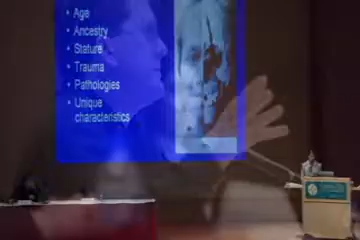 • Age
• Ancestry
• Stature
• Trauma
• Pathologies
• Unique
characteristics